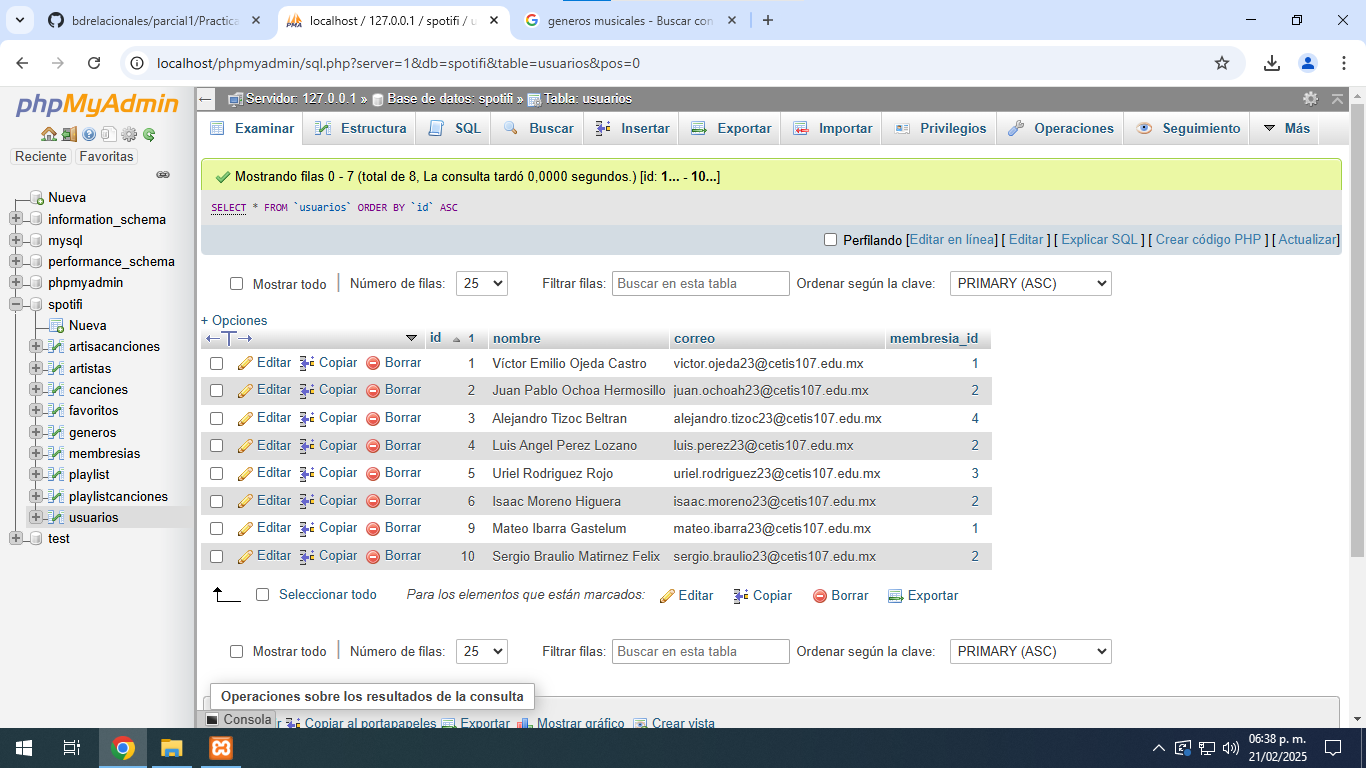 bdrelacionales/parcial1/Practica
localhost / 127.0.0.1 / spotifi / u
generos musicales - Buscar con
localhost/phpmyadmin/sql.php?server=1&db=spotifi&table=usuarios&pos=0
phpMyAdmin
Reciente Favoritas
Nueva
information_schema
mysql
performance_schema
phpmyadmin
spotifi
Nueva
artisacanciones
artistas
canciones
favoritos
generos
membresias
playlist
playlistcanciones
usuarios
test
Servidor: 127.0.0.1 » Base de datos: spotifi » Tabla: usuarios
Examinar Estructura SQL Buscar Insertar Exportar Importar Privilegios Operaciones Seguimiento Más
Mostrando filas 0 - 7 (total de 8, La consulta tardó 0,0000 segundos.) [id: 1... - 10...]
SELECT * FROM `usuarios` ORDER BY `id` ASC
Perfilando [Editar en línea] [ Editar ] [ Explicar SQL ] [ Crear código PHP ] [ Actualizar]
Mostrar todo Número de filas: 25 Filtrar filas: Buscar en esta tabla Ordenar según la clave: PRIMARY (ASC)
+ Opciones
id 1 nombre correo membresia_id
Editar Copiar Borrar 1 Víctor Emilio Ojeda Castro victor.ojeda23@cetis107.edu.mx 1
Editar Copiar Borrar 2 Juan Pablo Ochoa Hermosillo juan.ochoah23@cetis107.edu.mx 2
Editar Copiar Borrar 3 Alejandro Tizoc Beltran alejandro.tizoc23@cetis107.edu.mx 4
Editar Copiar Borrar 4 Luis Angel Perez Lozano luis.perez23@cetis107.edu.mx 2
Editar Copiar Borrar 5 Uriel Rodriguez Rojo uriel.rodriguez23@cetis107.edu.mx 3
Editar Copiar Borrar 6 Isaac Moreno Higuera isaac.moreno23@cetis107.edu.mx 2
Editar Copiar Borrar 9 Mateo Ibarra Gastelum mateo.ibarra23@cetis107.edu.mx 1
Editar Copiar Borrar 10 Sergio Braulio Matirnez Felix sergio.braulio23@cetis107.edu.mx 2
Seleccionar todo Para los elementos que están marcados: Editar Copiar Borrar Exportar
Mostrar todo Número de filas: 25 Filtrar filas: Buscar en esta tabla Ordenar según la clave: PRIMARY (ASC)
Operaciones sobre los resultados de la consulta
Consola
Copiar al portapapeles Exportar Mostrar gráfico Crear vista
06:38 p. m.
21/02/2025